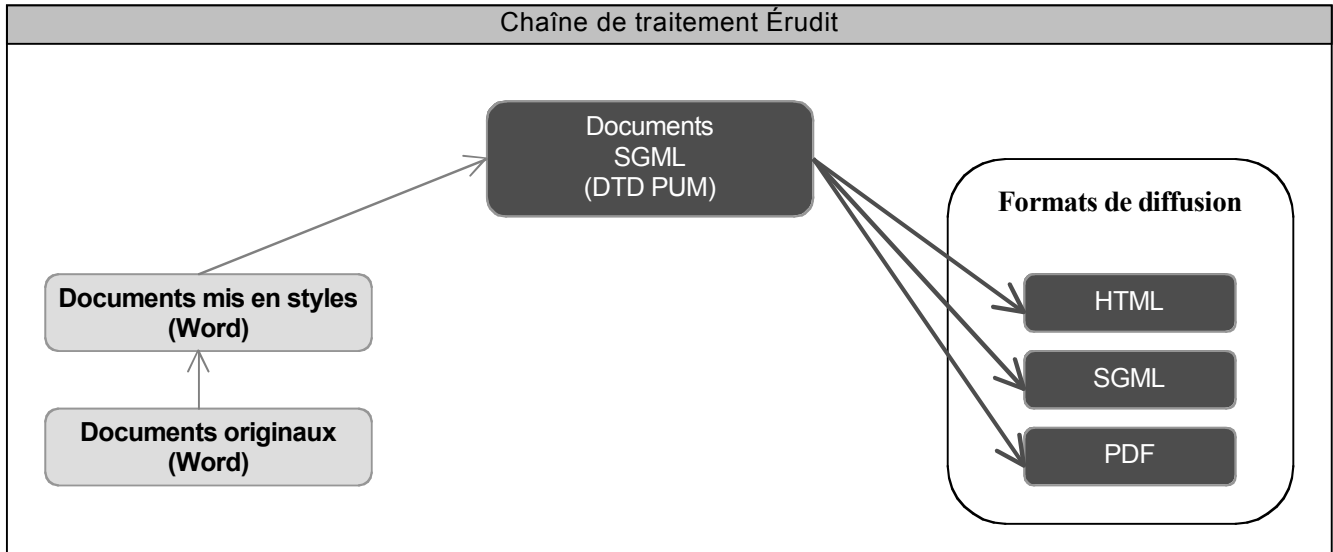 Chaîne de traitement Érudit
Documents
SGML
(DTD PUM)
Formats de diffusion
Documents mis en styles
(Word)
HTML
SGML
Documents originaux
(Word)
PDF